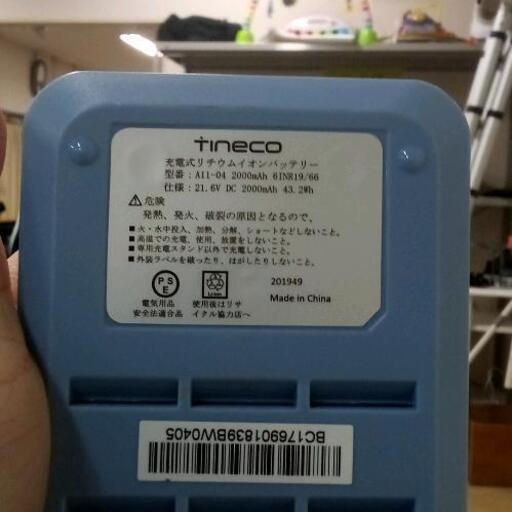 TINECO
充電式リチウムイオンバッテリー
型番：A11-04 2000mAh 6INR19/66
仕様：21.6V DC 2000mAh 43.2Wh
⚠危険
発熱、発火、破裂の原因となるので、
■火・水中投入、加熱、分解、ショートなどしないこと。
■高温での充電、使用、放置をしないこと。
■専用充電スタンド以外で充電しないこと。
■外装ラベルを破ったり、はがしたりしないこと。
PSE
Li-ion
201949
電気用品
安全法適合品
使用後はリサ
イクル協力店へ
Made in China
BC176901839BW0405